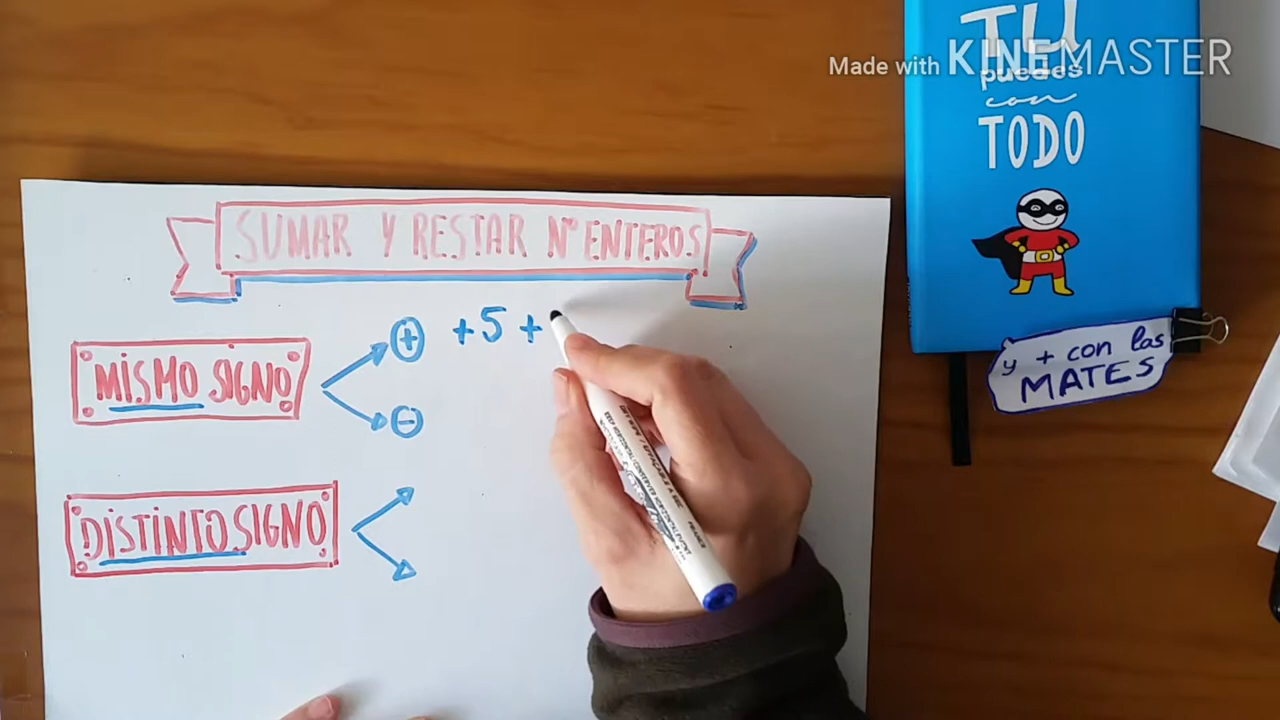 Made with KINEMASTER
TU
puedes
con
TODO
SUMAR Y RESTAR Nº ENTEROS
+5 +
MISMO SIGNO
+
-
y + con las
MATES
DISTINTO SIGNO